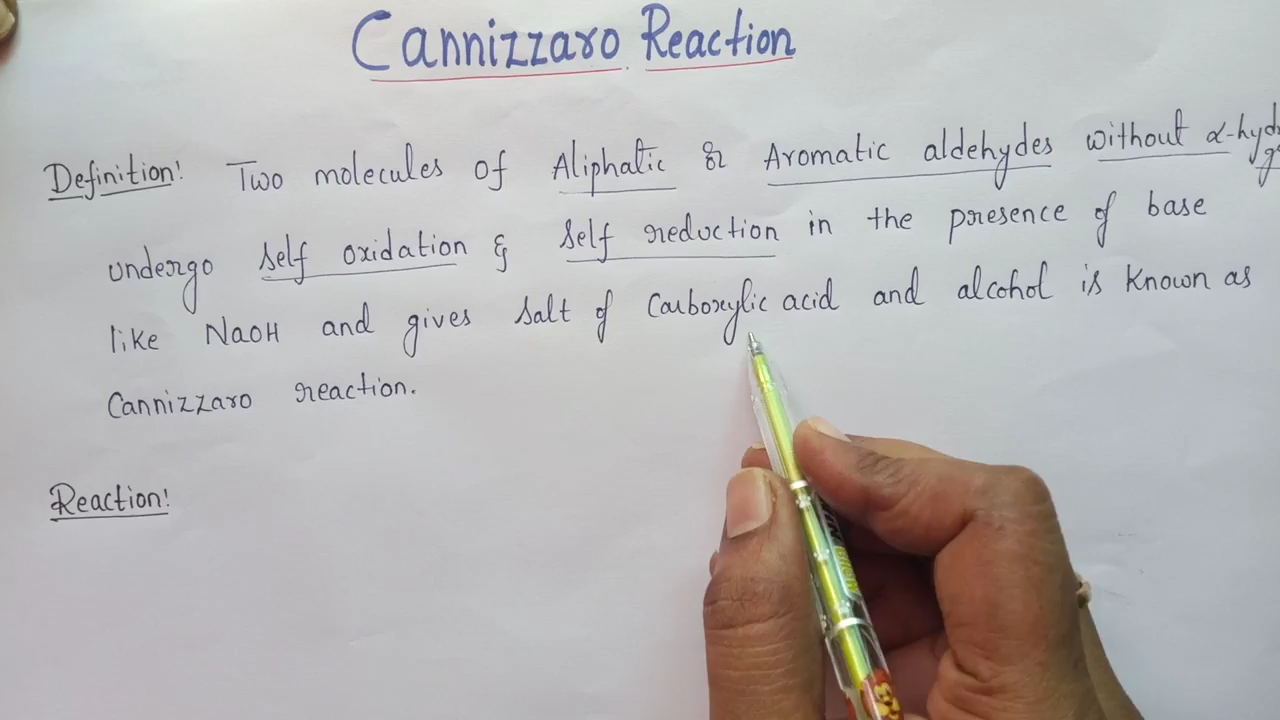 Cannizzaro Reaction
Definition! Two molecules of Aliphatic & Aromatic aldehydes without α-hyd
undergo self oxidation & self reduction in the presence of base
like NaOH and gives salt of carboxylic acid and alcohol is known as
Cannizzaro reaction.
Reaction!